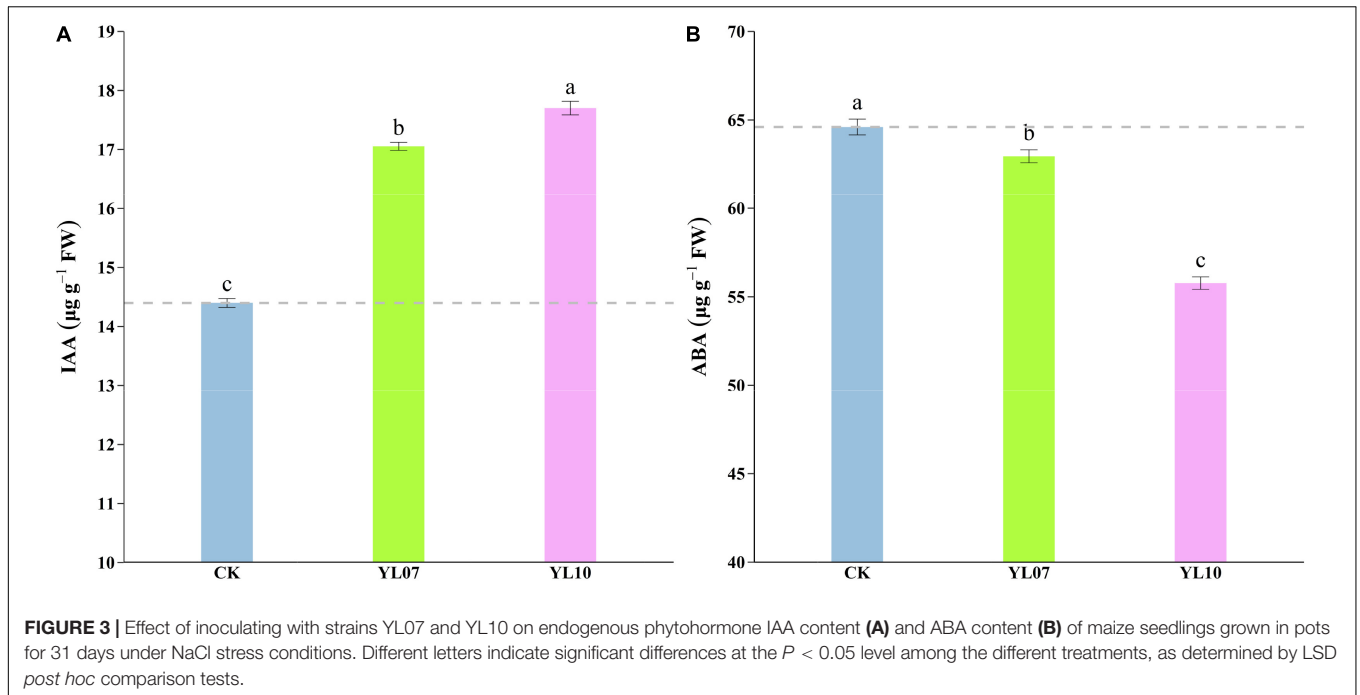 A
19
18
17
16
15
14
13
12
11
10
IAA (µg g⁻¹ FW)
c
b
a
CK YL07 YL10
B
70
65
60
55
50
45
40
ABA (µg g⁻¹ FW)
a
b
c
CK YL07 YL10
FIGURE 3 | Effect of inoculating with strains YL07 and YL10 on endogenous phytohormone IAA content (A) and ABA content (B) of maize seedlings grown in pots
for 31 days under NaCl stress conditions. Different letters indicate significant differences at the P < 0.05 level among the different treatments, as determined by LSD
post hoc comparison tests.